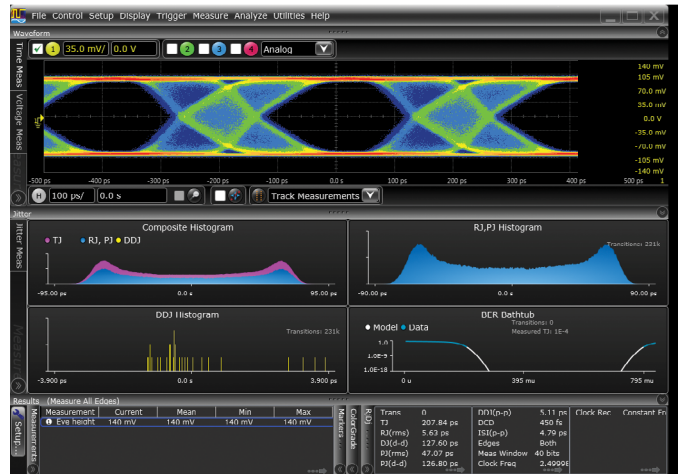 File Control Setup Display Trigger Measure Analyze Utilities Help
Waveform
1 35.0 mV/ 0.0 V 2 3 4 Analog
Time Meas
Voltage Meas
140 mV
105 mV
70.0 mV
35.0 mV
0.0 V
-35.0 mV
-70.0 mV
-105 mV
-140 mV
-500 ps -400 ps -300 ps -200 ps -100 ps 0.0 s 100 ps 200 ps 300 ps 400 ps 500 ps 1
H 100 ps/ 0.0 s Track Measurements
Jitter
Jitter Meas
Composite Histogram
TJ RJ, PJ DDJ
-95.00 ps 0.0 s 95.00 ps
RJ,PJ Histogram
Transitions: 231k
-90.00 ps 0.0 s 90.00 ps
DDJ Histogram
Transitions: 231k
-3.900 ps 0.0 s 3.900 ps
BER Bathtub
Model Data
Transitions: 0
Measured TJ: 1E-4
1.0
1.0E-9
1.0E-18
0 u 395 mu 795 mu
Results (Measure All Edges)
Setup...
Measurements
Measurement Current Mean Min Max
Eye height 140 mV 140 mV 140 mV 140 mV
Markers...
ColorGrade
RjDj
Trans 0
TJ 207.84 ps
RJ(rms) 5.63 ps
DJ(d-d) 127.60 ps
PJ(rms) 47.07 ps
PJ(d-d) 126.80 ps
DDJ(p-p) 5.11 ps
DCD 450 fs
ISI(p-p) 4.79 ps
Edges Both
Meas Window 40 bits
Clock Freq
Clock Rec Constant Fr